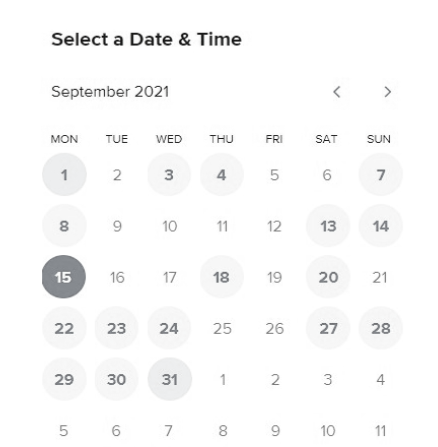 Select a Date & Time
September 2021
MON TUE WED THU FRI SAT SUN
1 2 3 4 5 6 7
8 9 10 11 12 13 14
15 16 17 18 19 20 21
22 23 24 25 26 27 28
29 30 31 1 2 3 4
5 6 7 8 9 10 11